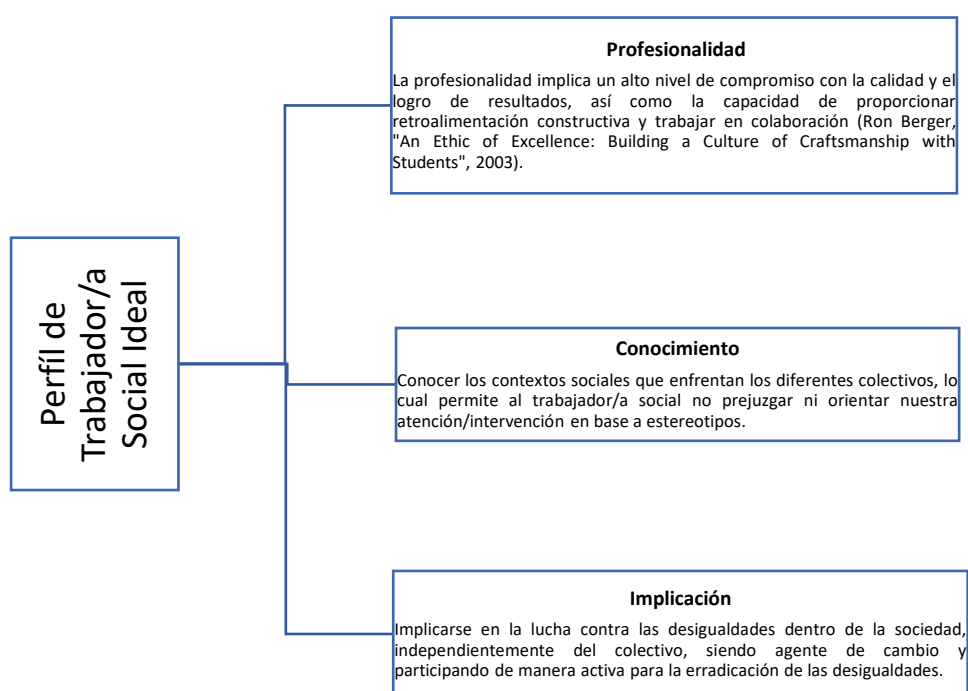 Perfíl de
Trabajador/a
Social Ideal
Profesionalidad
La profesionalidad implica un alto nivel de compromiso con la calidad y el
logro de resultados, así como la capacidad de proporcionar
retroalimentación constructiva y trabajar en colaboración (Ron Berger,
"An Ethic of Excellence: Building a Culture of Craftsmanship with
Students", 2003).
Conocimiento
Conocer los contextos sociales que enfrentan los diferentes colectivos, lo
cual permite al trabajador/a social no prejuzgar ni orientar nuestra
atención/intervención en base a estereotipos.
Implicación
Implicarse en la lucha contra las desigualdades dentro de la sociedad,
independientemente del colectivo, siendo agente de cambio y
participando de manera activa para la erradicación de las desigualdades.